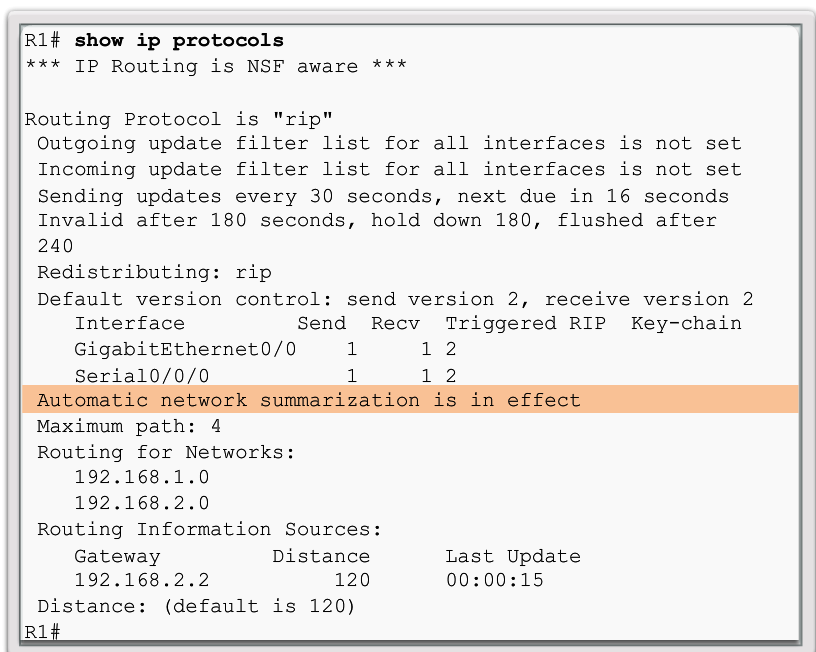 R1# show ip protocols
*** IP Routing is NSF aware ***
Routing Protocol is "rip"
Outgoing update filter list for all interfaces is not set
Incoming update filter list for all interfaces is not set
Sending updates every 30 seconds, next due in 16 seconds
Invalid after 180 seconds, hold down 180, flushed after
240
Redistributing: rip
Default version control: send version 2, receive version 2
Interface Send Recv Triggered RIP Key-chain
GigabitEthernet0/0 1 1 2
Serial0/0/0 1 1 2
Automatic network summarization is in effect
Maximum path: 4
Routing for Networks:
192.168.1.0
192.168.2.0
Routing Information Sources:
Gateway Distance Last Update
192.168.2.2 120 00:00:15
Distance: (default is 120)
R1#